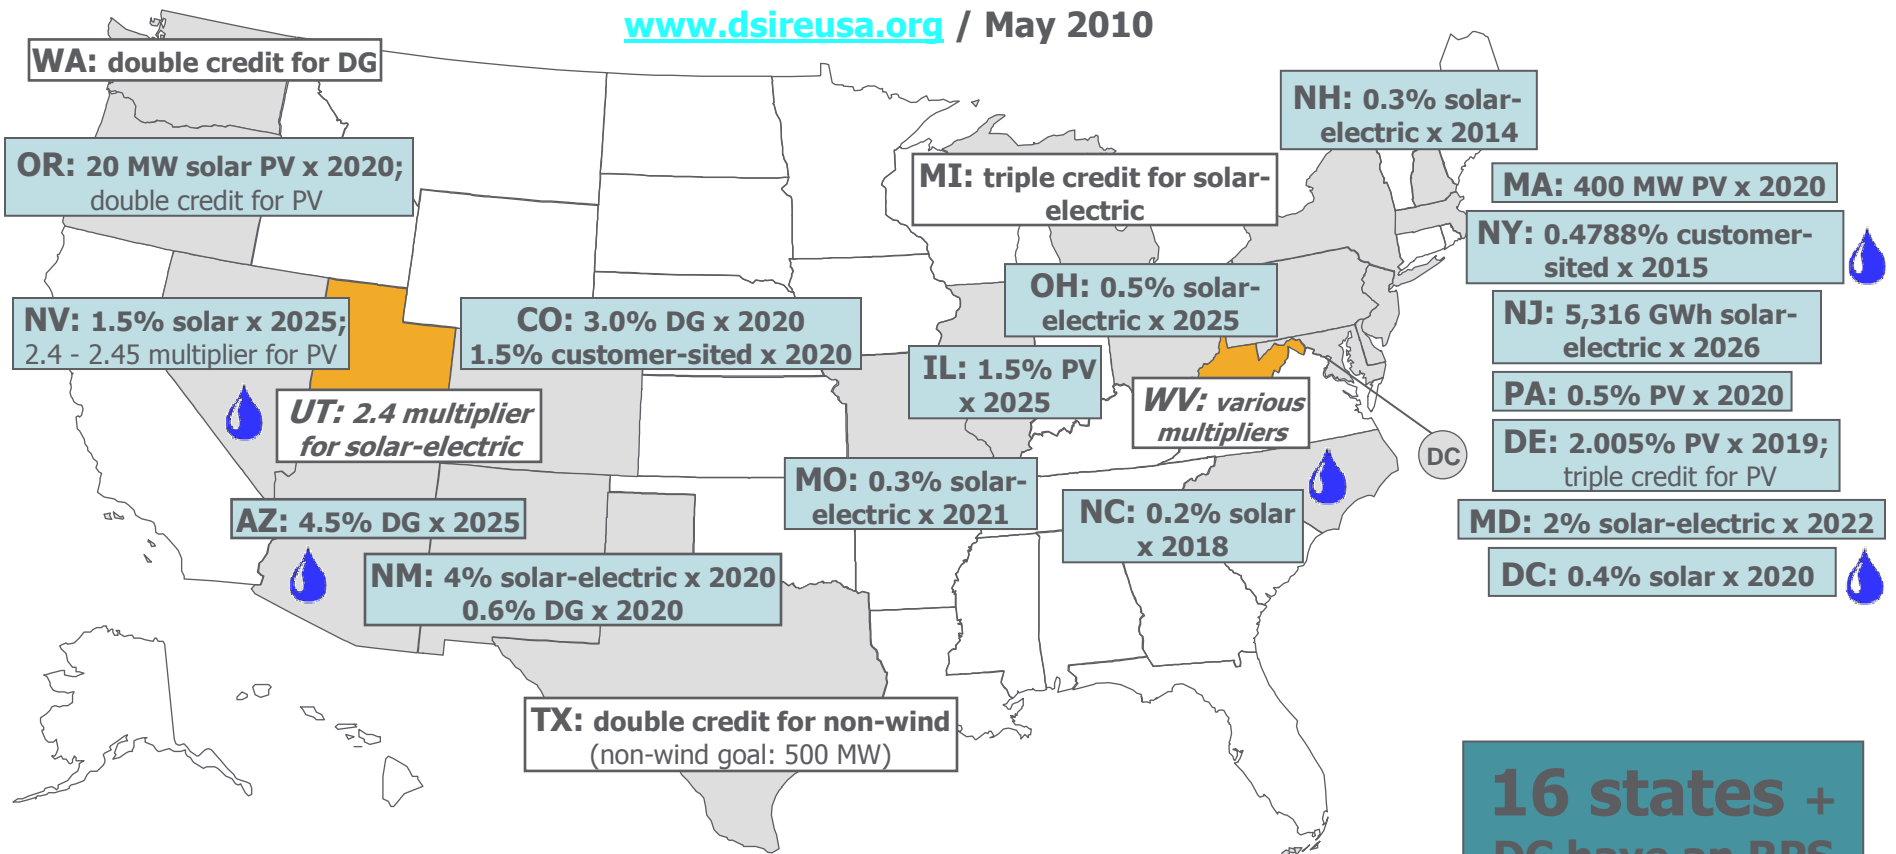 www.dsireusa.org / May 2010
WA: double credit for DG
OR: 20 MW solar PV x 2020;
double credit for PV
NV: 1.5% solar x 2025;
2.4 - 2.45 multiplier for PV
UT: 2.4 multiplier
for solar-electric
CO: 3.0% DG x 2020
1.5% customer-sited x 2020
AZ: 4.5% DG x 2025
NM: 4% solar-electric x 2020
0.6% DG x 2020
TX: double credit for non-wind
(non-wind goal: 500 MW)
MI: triple credit for solar-
electric
OH: 0.5% solar-
electric x 2025
IL: 1.5% PV
x 2025
WV: various
multipliers
MO: 0.3% solar-
electric x 2021
NC: 0.2% solar
x 2018
NH: 0.3% solar-
electric x 2014
MA: 400 MW PV x 2020
NY: 0.4788% customer-
sited x 2015
NJ: 5,316 GWh solar-
electric x 2026
PA: 0.5% PV x 2020
DE: 2.005% PV x 2019;
triple credit for PV
MD: 2% solar-electric x 2022
DC: 0.4% solar x 2020
DC
16 states +
DC have an RPS